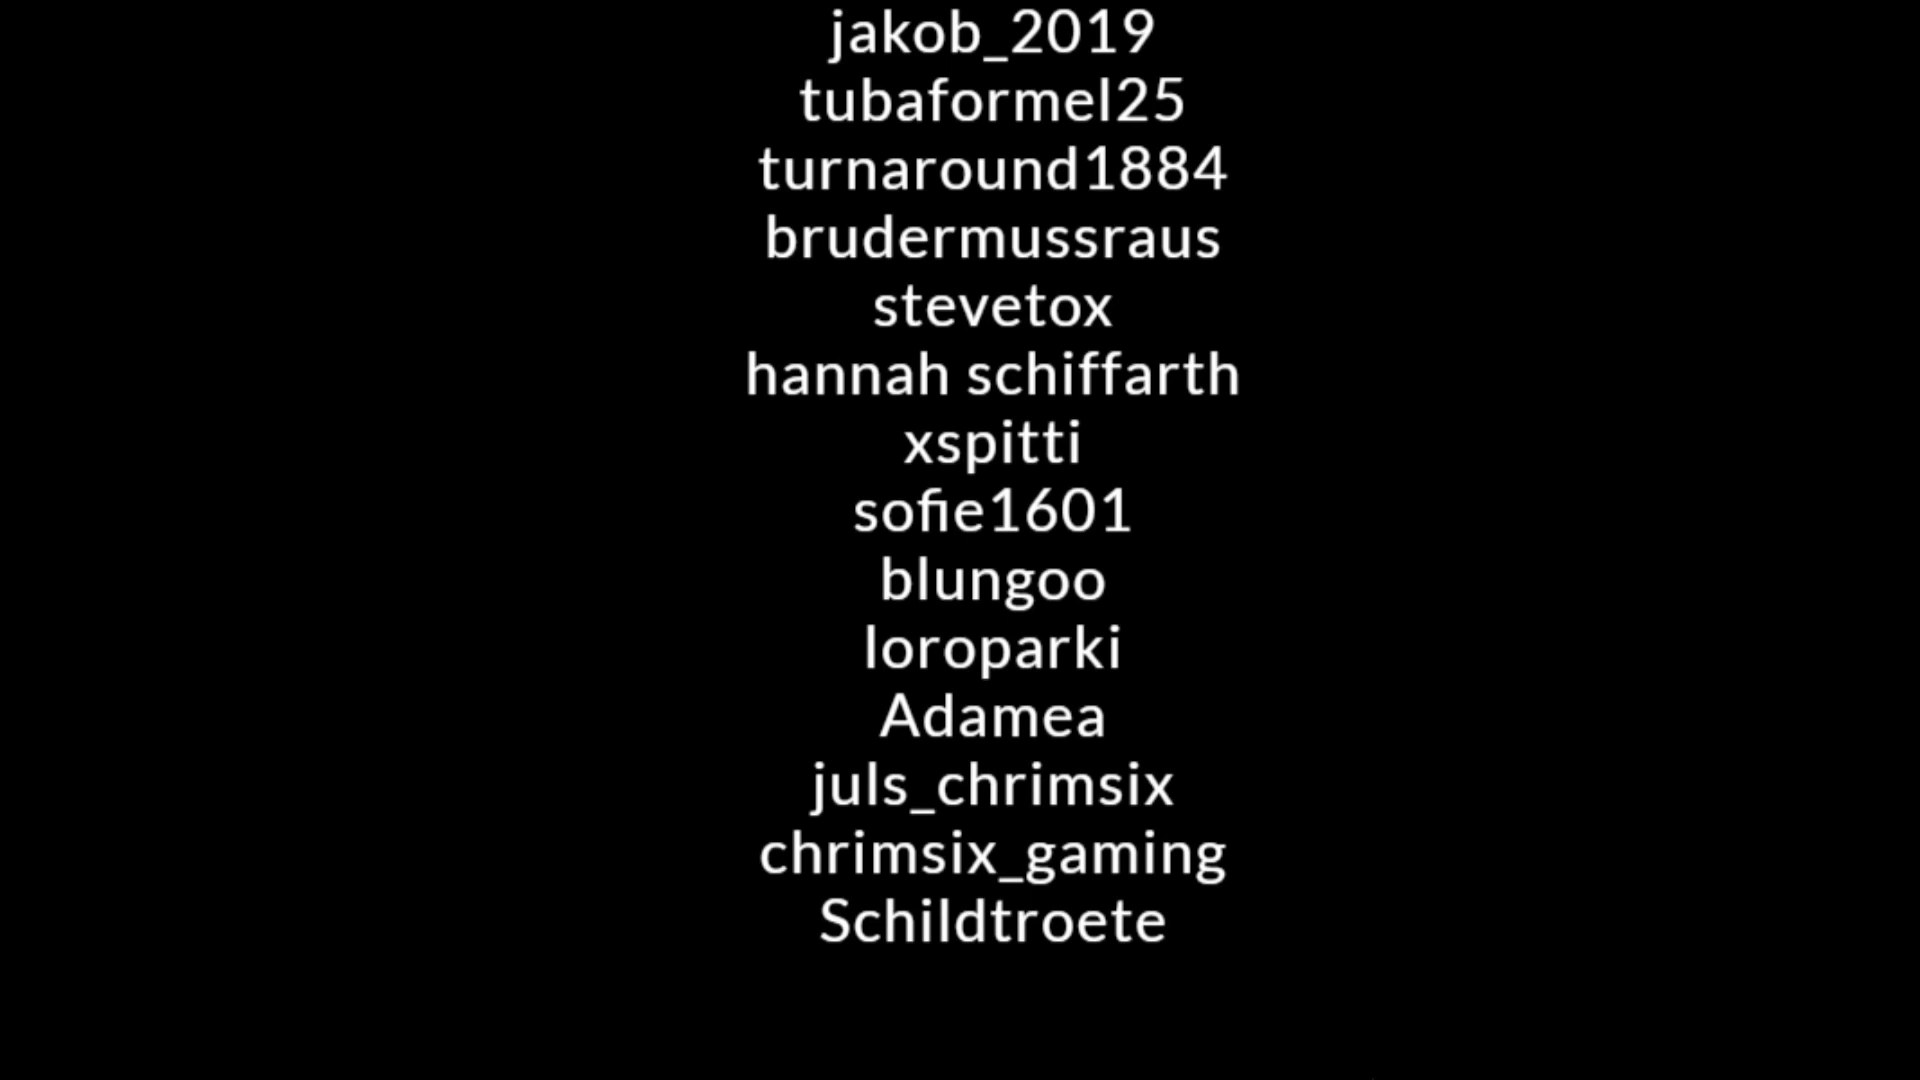 jakob_2019
tubaformel25
turnaround1884
brudermussraus
stevetox
hannah schiffarth
xspitti
sofie1601
blungoo
loroparki
Adamea
juls_chrimsix
chrimsix_gaming
Schildtroete